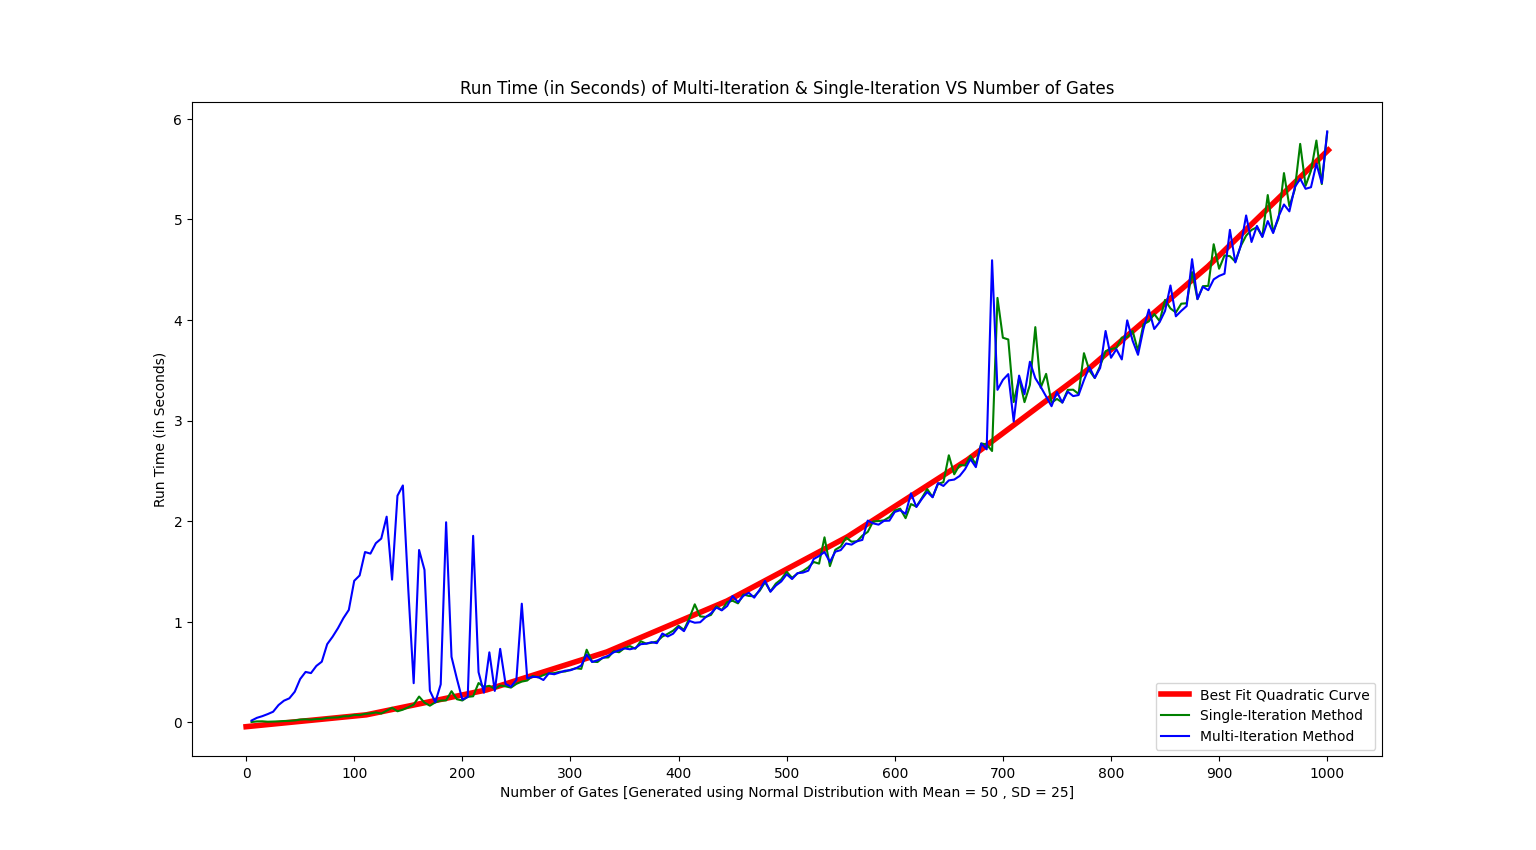 Run Time (in Seconds) of Multi-Iteration & Single-Iteration VS Number of Gates
6
5
4
3
2
1
0
Run Time (in Seconds)
Best Fit Quadratic Curve
Single-Iteration Method
Multi-Iteration Method
0 100 200 300 400 500 600 700 800 900 1000
Number of Gates [Generated using Normal Distribution with Mean = 50 , SD = 25]